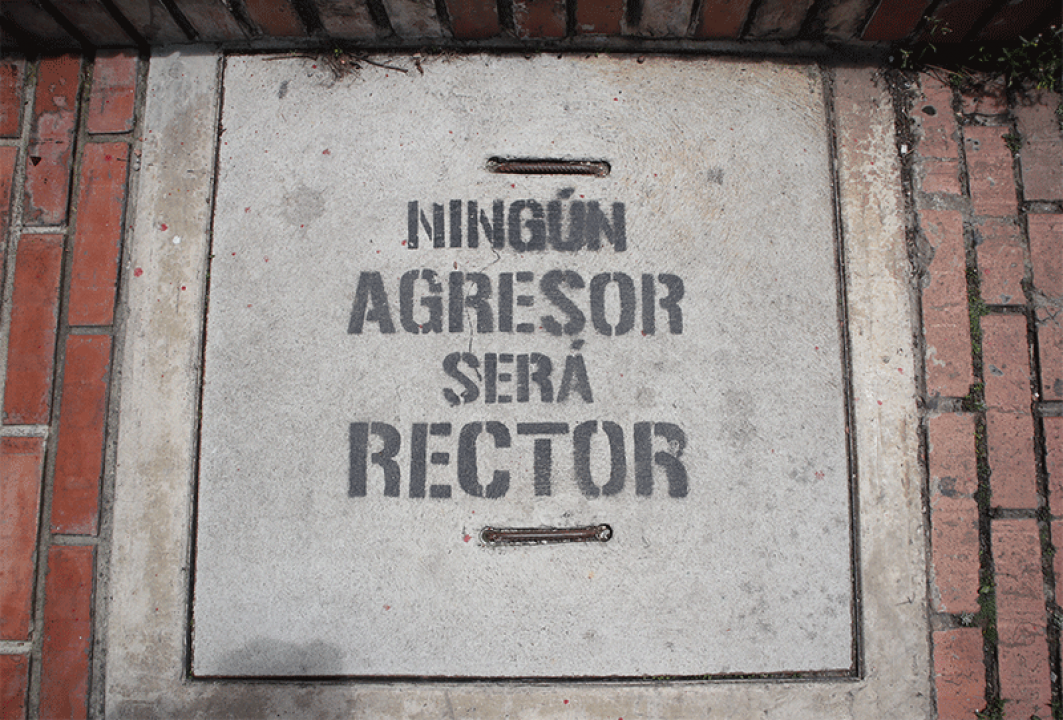 NINGÚN
AGRESOR
SERÁ
RECTOR